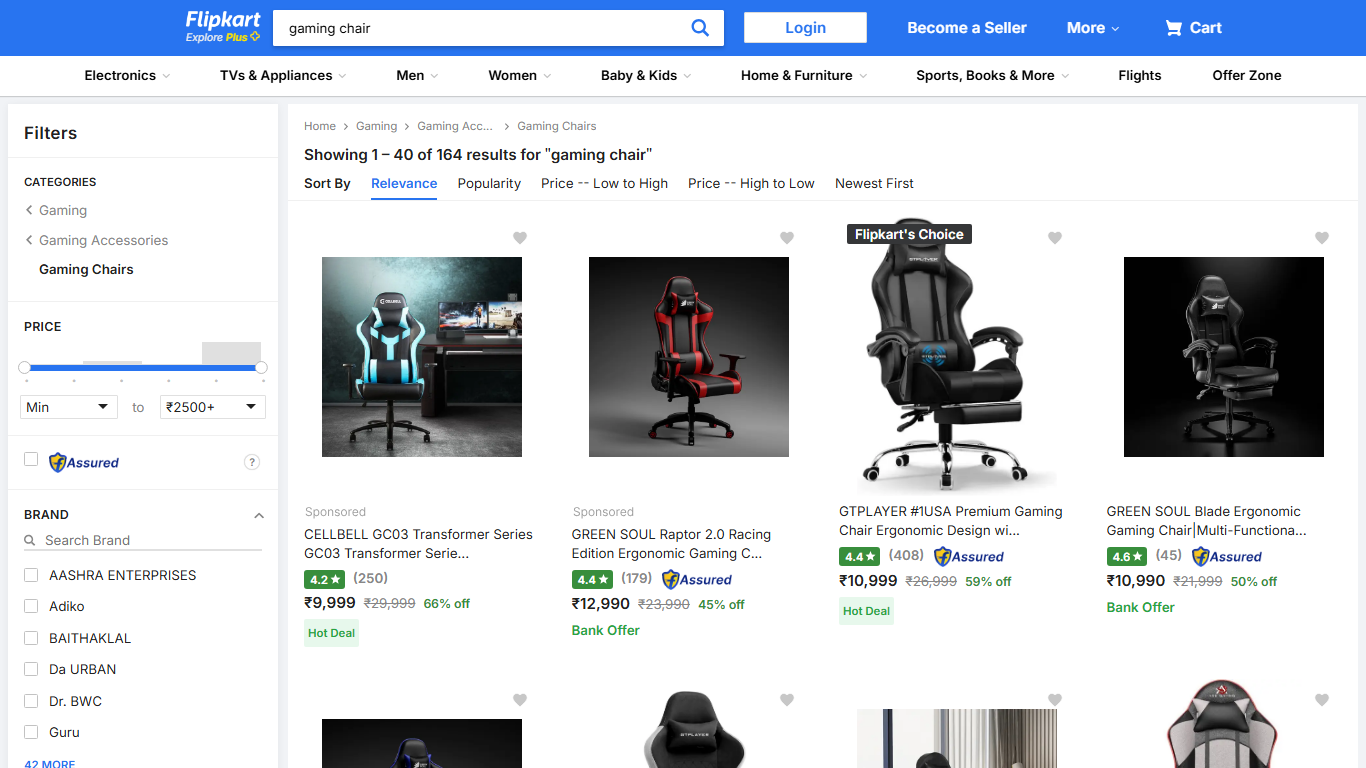 Flipkart
Explore Plus
gaming chair
Login
Become a Seller
More
Cart
Electronics
TVs & Appliances
Men
Women
Baby & Kids
Home & Furniture
Sports, Books & More
Flights
Offer Zone
Filters
CATEGORIES
Gaming
Gaming Accessories
Gaming Chairs
PRICE
Min
to
₹2500+
Assured
?
BRAND
Search Brand
AASHRA ENTERPRISES
Adiko
BAITHAKLAL
Da URBAN
Dr. BWC
Guru
42 MORE
Home
Gaming
Gaming Acc...
Gaming Chairs
Showing 1 – 40 of 164 results for "gaming chair"
Sort By
Relevance
Popularity
Price -- Low to High
Price -- High to Low
Newest First
Sponsored
CELLBELL GC03 Transformer Series
GC03 Transformer Serie...
4.2
(250)
₹9,999 ₹29,999 66% off
Hot Deal
Sponsored
GREEN SOUL Raptor 2.0 Racing
Edition Ergonomic Gaming C...
4.4
(179)
Assured
₹12,990 ₹23,990 45% off
Bank Offer
Flipkart's Choice
GTPLAYER
GTPLAYER #1USA Premium Gaming
Chair Ergonomic Design wi...
4.4
(408)
Assured
₹10,999 ₹26,999 59% off
Hot Deal
GREEN SOUL Blade Ergonomic
Gaming Chair|Multi-Functiona...
4.6
(45)
Assured
₹10,990 ₹21,999 50% off
Bank Offer
GTPLAYER